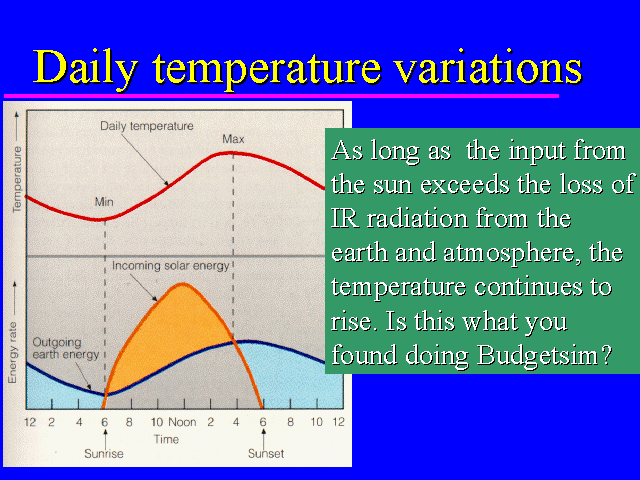 Daily temperature variations
Daily temperature
Max
Min
Temperature
As long as the input from
the sun exceeds the loss of
IR radiation from the
earth and atmosphere, the
temperature continues to
rise. Is this what you
found doing Budgetsim?
Incoming solar energy
Outgoing
earth energy
Energy rate
12 2 4 6 8 10 Noon 2 4 6 8 10 12
Time
Sunrise
Sunset